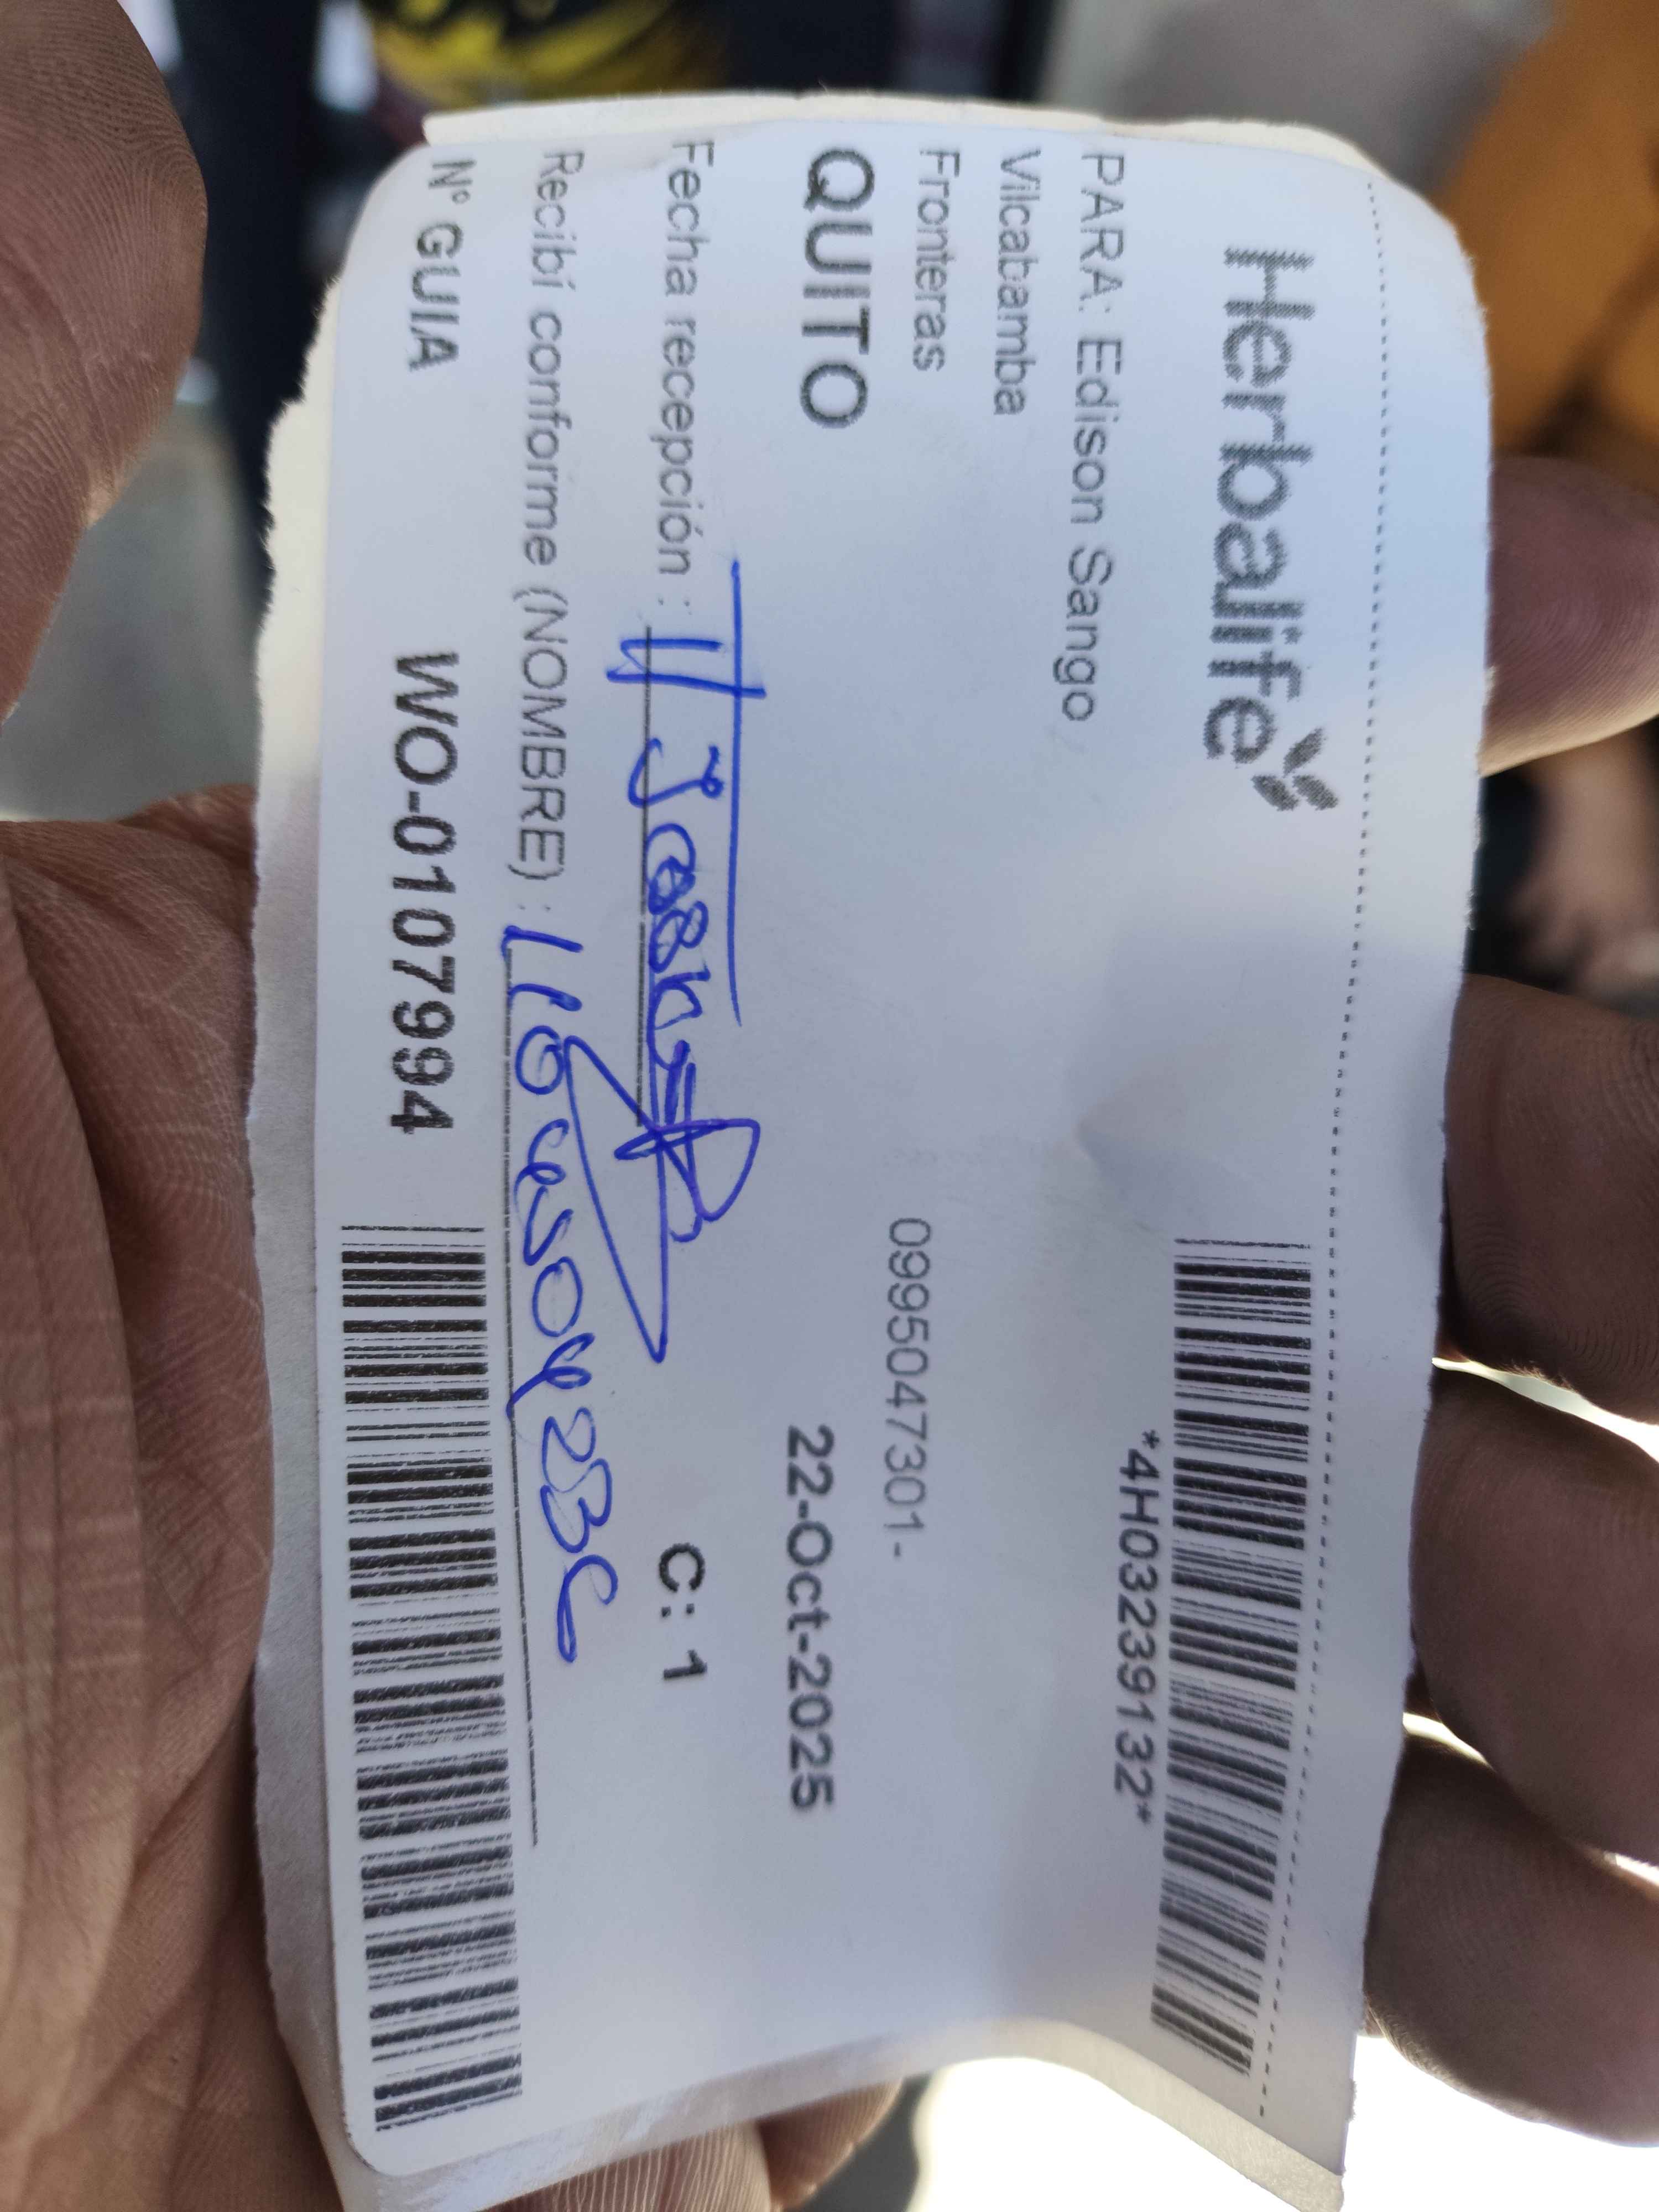 Herbalife
*4H03239132*
PARA: Edison Sango
Vilcabamba
Fronteras
0995047301-
QUITO
22-Oct-2025
Fecha recepción :
C: 1
Recibí conforme (NOMBRE) :
Nº GUIA
WO-0107994